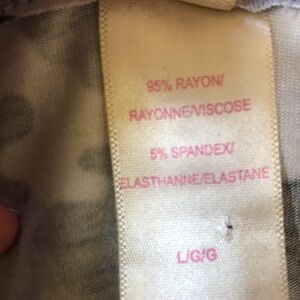 95% RAYON/
RAYONNE/VISCOSE
5% SPANDEX/
ELASTHANNE/ELASTANE
L/G/G